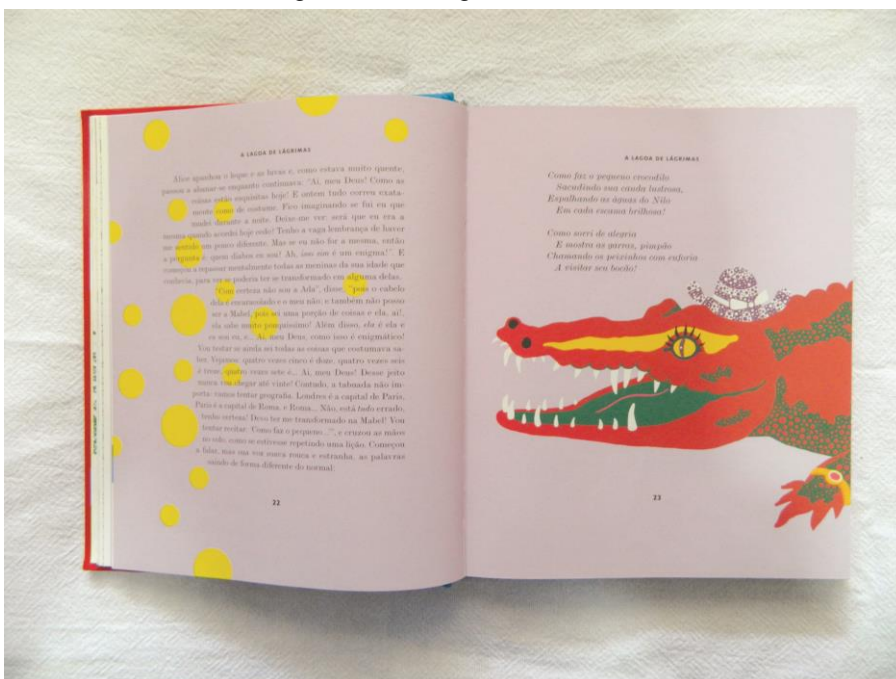 A LAGOA DE LÁGRIMAS
Alice apanhou o leque e as luvas e, como estava muito quente,
passou a abanar-se enquanto continuava: "Ai, meu Deus! Como as
coisas estão esquisitas hoje! E ontem tudo correu exata-
mente como de costume. Fico imaginando se fui eu que
mudei durante a noite. Deixe-me ver: será que eu era a
mesma quando acordei hoje cedo? Tenho a vaga lembrança de haver
me sentido um pouco diferente. Mas se eu não for a mesma, então
a pergunta é: quem diabos eu sou? Ah, isso sim é um enigma!". E
começou a repassar mentalmente todas as meninas da sua idade que
conhecia, para ver se poderia ter se transformado em alguma delas.
"Com certeza não sou a Ada", disse, "pois o cabelo
dela é encaracolado e o meu não; e também não posso
ser a Mabel, pois sei uma porção de coisas e ela, ai!,
ela sabe muito pouquíssimo! Além disso, ela é ela e
eu sou eu, e... Ai, meu Deus, como isso é enigmático!
Vou testar se ainda sei todas as coisas que costumava sa-
ber. Vejamos: quatro vezes cinco é doze, quatro vezes seis
é treze, quatro vezes sete é... Ai, meu Deus! Desse jeito
nunca vou chegar até vinte! Contudo, a tabuada não im-
porta: vamos tentar geografia. Londres é a capital de Paris,
Paris é a capital de Roma, e Roma... Não, está tudo errado,
tenho certeza! Devo ter me transformado na Mabel! Vou
tentar recitar 'Como faz o pequeno...'", e cruzou as mãos
no colo, como se estivesse repetindo uma lição. Começou
a falar, mas sua voz soava rouca e estranha, as palavras
saindo de forma diferente do normal:
22
A LAGOA DE LÁGRIMAS
Como faz o pequeno crocodilo
Sacudindo sua cauda lustrosa,
Espalhando as águas do Nilo
Em cada escama brilhosa!
Como sorri de alegria
E mostra as garras, pimpão
Chamando os peixinhos com euforia
A visitar seu bocão!
23